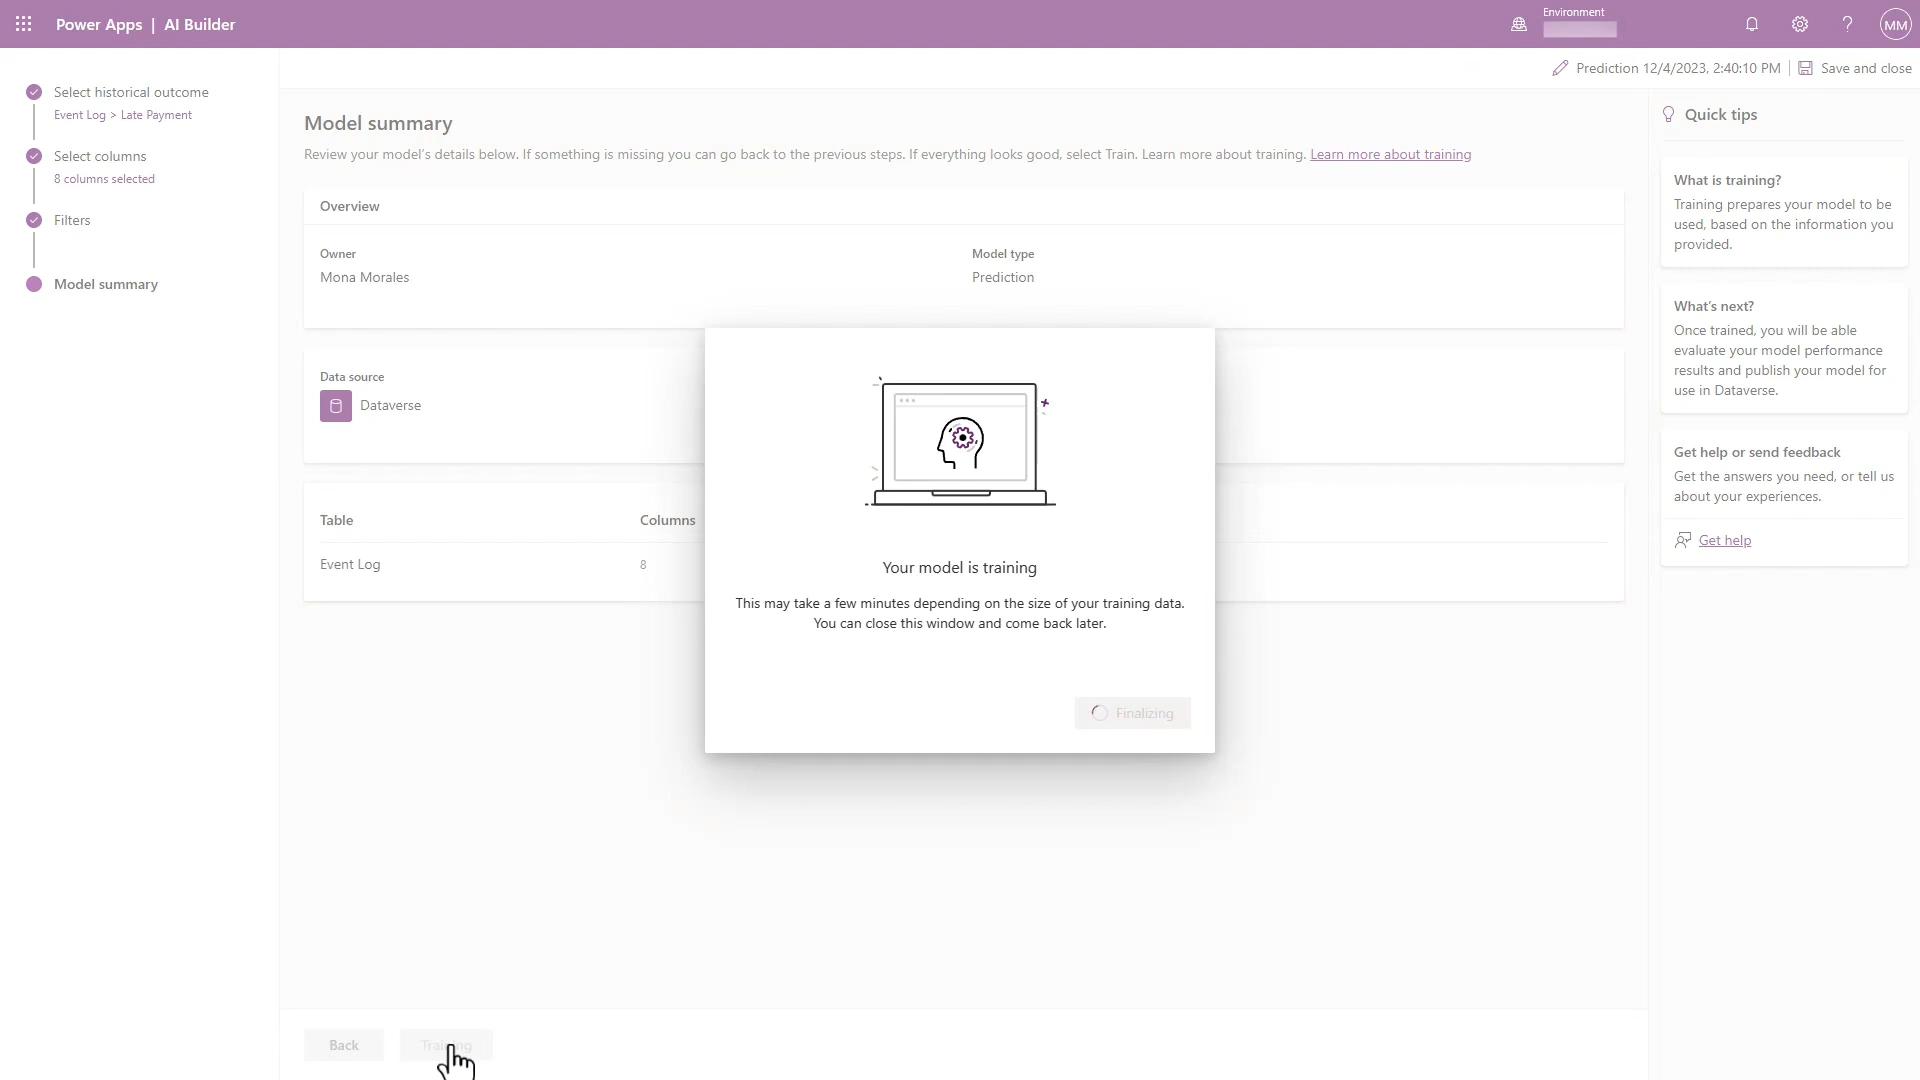 Power Apps | AI Builder
Environment
MM
Prediction 12/4/2023, 2:40:10 PM
Save and close
Select historical outcome
Event Log > Late Payment
Select columns
8 columns selected
Filters
Model summary
Model summary
Review your model's details below. If something is missing you can go back to the previous steps. If everything looks good, select Train. Learn more about training. Learn more about training
Overview
Owner
Model type
Mona Morales
Prediction
Data source
Dataverse
Table
Columns
Event Log
8
Your model is training
This may take a few minutes depending on the size of your training data.
You can close this window and come back later.
Finalizing
Back
Training
Quick tips
What is training?
Training prepares your model to be
used, based on the information you
provided.
What's next?
Once trained, you will be able
evaluate your model performance
results and publish your model for
use in Dataverse.
Get help or send feedback
Get the answers you need, or tell us
about your experiences.
Get help